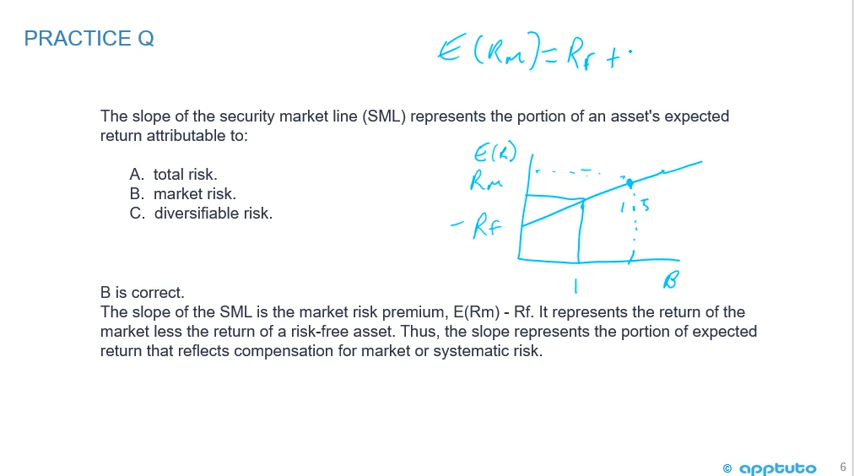 PRACTICE Q
E(RM) = Rf +
The slope of the security market line (SML) represents the portion of an asset's expected
return attributable to:
A. total risk.
B. market risk.
C. diversifiable risk.
E(R)
RM
1.5
- Rf
1
B
B is correct.
The slope of the SML is the market risk premium, E(Rm) - Rf. It represents the return of the
market less the return of a risk-free asset. Thus, the slope represents the portion of expected
return that reflects compensation for market or systematic risk.
© apptuto
6